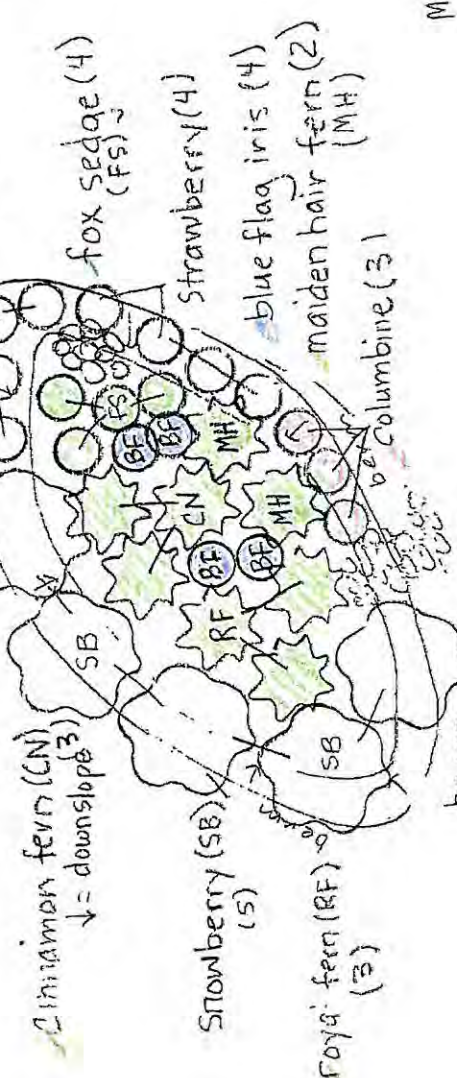 Cinnamon fern (CN) (3)
↓= downslope
Snowberry (SB)
(5)
Royal fern (RF)
(3)
fox sedge (4)
(FS)
Strawberry (4)
blue flag iris (4)
maiden hair fern (2)
(MH)
columbine (3)
SB
SB
CN
RF
BF
BF
BF
BF
FS
MH
MH
berm
M